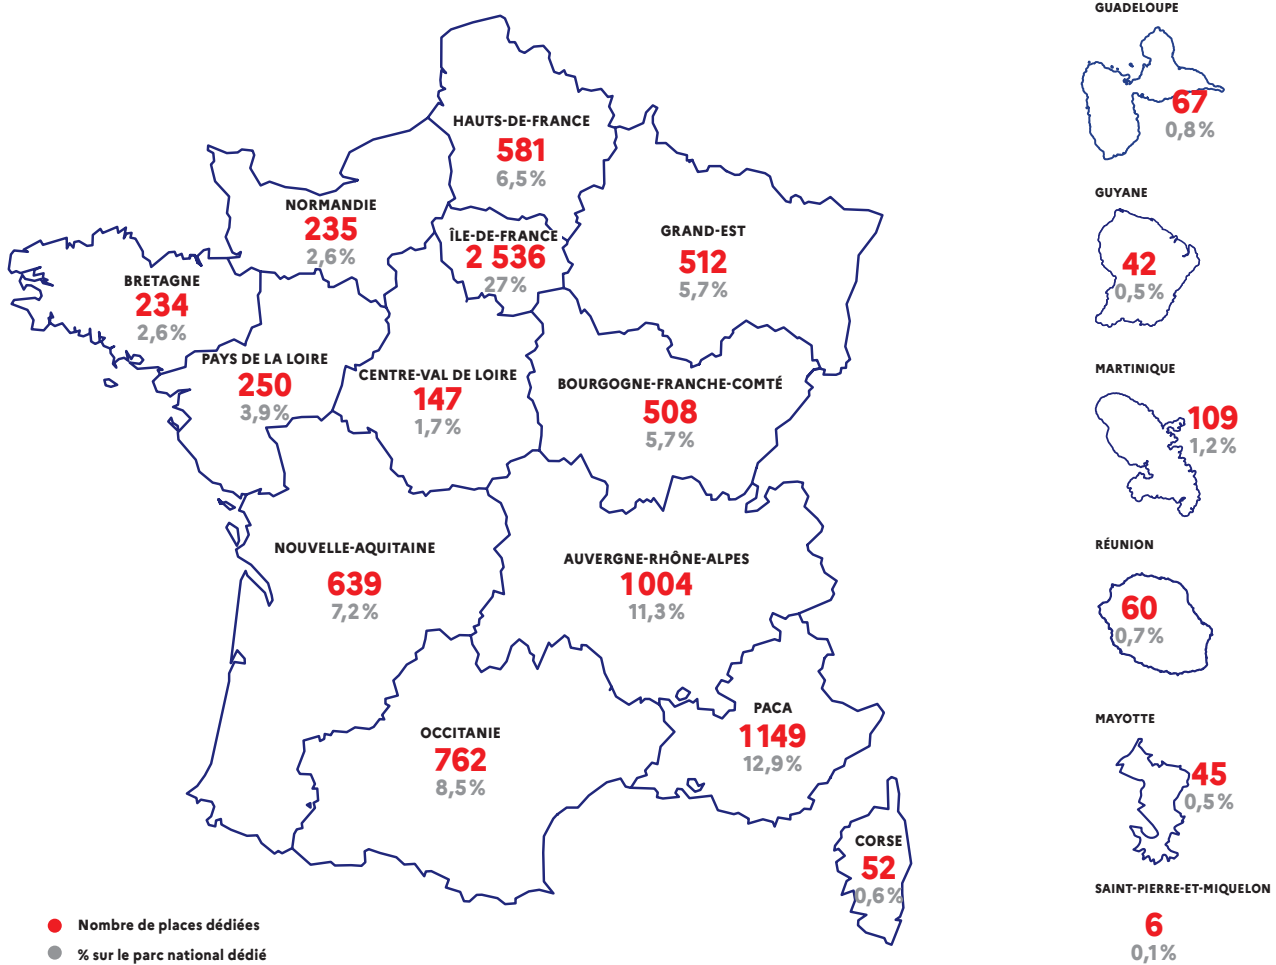 HAUTS-DE-FRANCE
581
6,5%
NORMANDIE
235
2,6%
ÎLE-DE-FRANCE
2 536
27%
GRAND-EST
512
5,7%
BRETAGNE
234
2,6%
PAYS DE LA LOIRE
250
3,9%
CENTRE-VAL DE LOIRE
147
1,7%
BOURGOGNE-FRANCHE-COMTÉ
508
5,7%
NOUVELLE-AQUITAINE
639
7,2%
AUVERGNE-RHÔNE-ALPES
1004
11,3%
OCCITANIE
762
8,5%
PACA
1149
12,9%
CORSE
52
0,6%
GUADELOUPE
67
0,8%
GUYANE
42
0,5%
MARTINIQUE
109
1,2%
RÉUNION
60
0,7%
MAYOTTE
45
0,5%
SAINT-PIERRE-ET-MIQUELON
6
0,1%
Nombre de places dédiées
% sur le parc national dédié